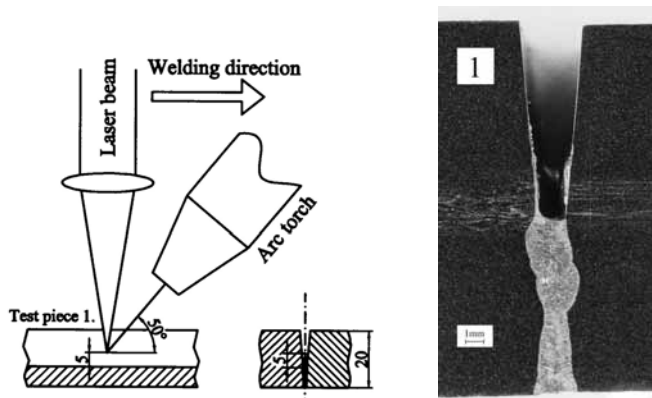 Welding direction
Laser beam
Arc torch
Test piece 1.
50°
5
5
20
1
1mm